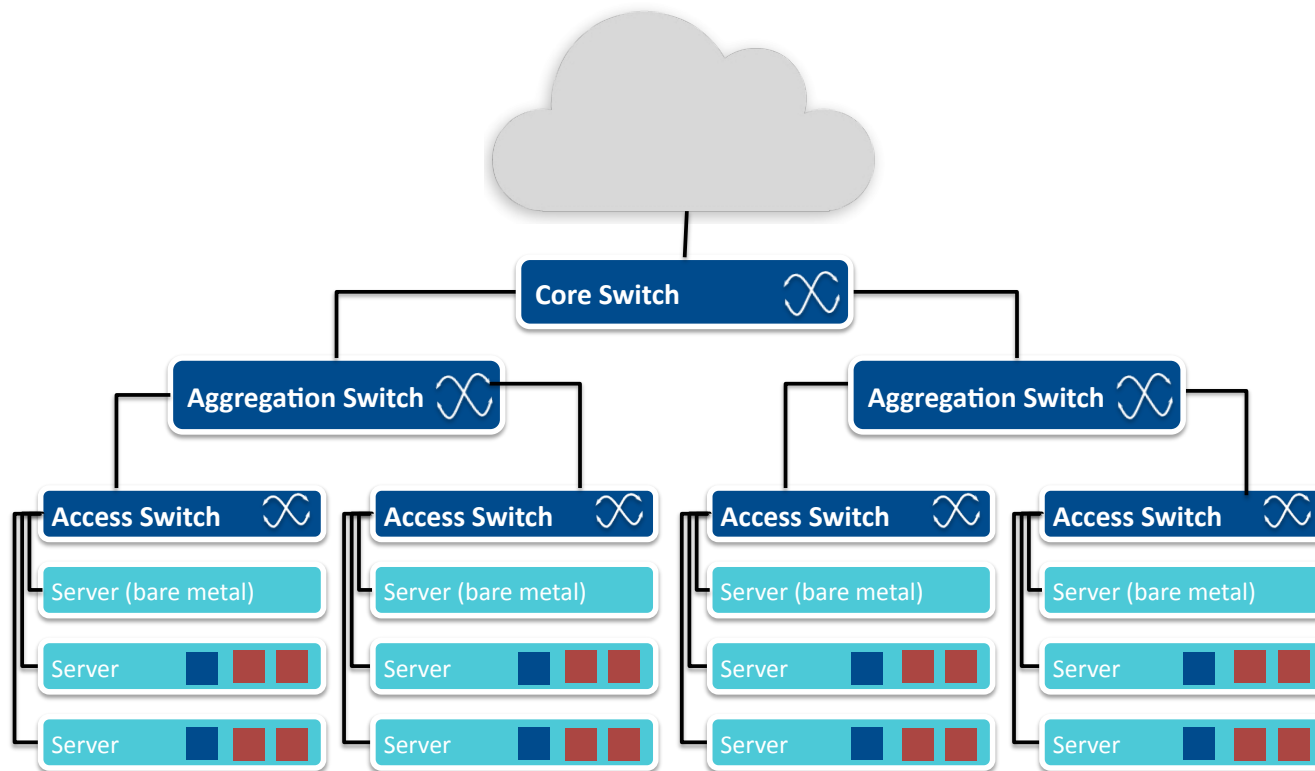 Core Switch
Aggregation Switch
Aggregation Switch
Access Switch
Access Switch
Access Switch
Access Switch
Server (bare metal)
Server (bare metal)
Server (bare metal)
Server (bare metal)
Server
Server
Server
Server
Server
Server
Server
Server